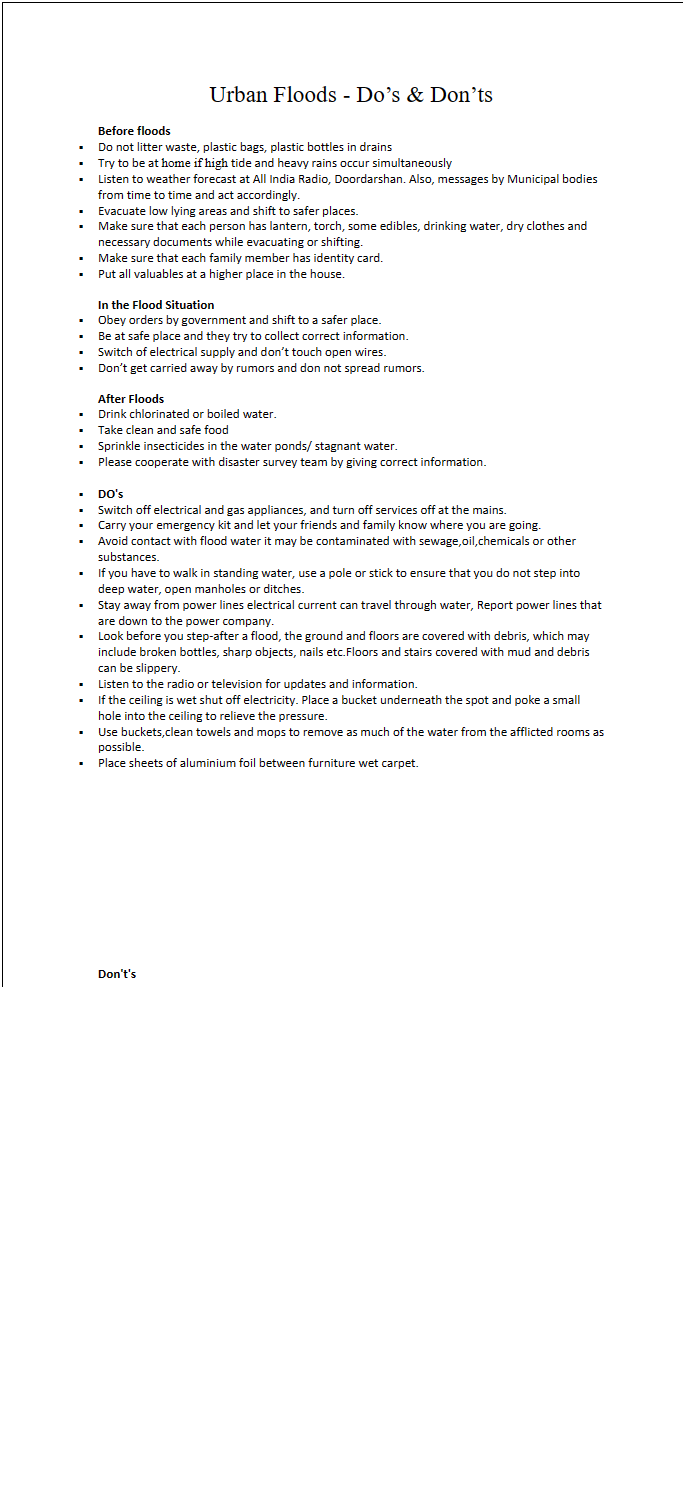 Urban Floods - Do’s & Don’ts
Before floods
▪ Do not litter waste, plastic bags, plastic bottles in drains
▪ Try to be at home if high tide and heavy rains occur simultaneously
▪ Listen to weather forecast at All India Radio, Doordarshan. Also, messages by Municipal bodies
from time to time and act accordingly.
▪ Evacuate low lying areas and shift to safer places.
▪ Make sure that each person has lantern, torch, some edibles, drinking water, dry clothes and
necessary documents while evacuating or shifting.
▪ Make sure that each family member has identity card.
▪ Put all valuables at a higher place in the house.
In the Flood Situation
▪ Obey orders by government and shift to a safer place.
▪ Be at safe place and they try to collect correct information.
▪ Switch of electrical supply and don’t touch open wires.
▪ Don’t get carried away by rumors and don not spread rumors.
After Floods
▪ Drink chlorinated or boiled water.
▪ Take clean and safe food
▪ Sprinkle insecticides in the water ponds/ stagnant water.
▪ Please cooperate with disaster survey team by giving correct information.
▪ DO's
▪ Switch off electrical and gas appliances, and turn off services off at the mains.
▪ Carry your emergency kit and let your friends and family know where you are going.
▪ Avoid contact with flood water it may be contaminated with sewage,oil,chemicals or other
substances.
▪ If you have to walk in standing water, use a pole or stick to ensure that you do not step into
deep water, open manholes or ditches.
▪ Stay away from power lines electrical current can travel through water, Report power lines that
are down to the power company.
▪ Look before you step-after a flood, the ground and floors are covered with debris, which may
include broken bottles, sharp objects, nails etc.Floors and stairs covered with mud and debris
can be slippery.
▪ Listen to the radio or television for updates and information.
▪ If the ceiling is wet shut off electricity. Place a bucket underneath the spot and poke a small
hole into the ceiling to relieve the pressure.
▪ Use buckets,clean towels and mops to remove as much of the water from the afflicted rooms as
possible.
▪ Place sheets of aluminium foil between furniture wet carpet.
Don't's